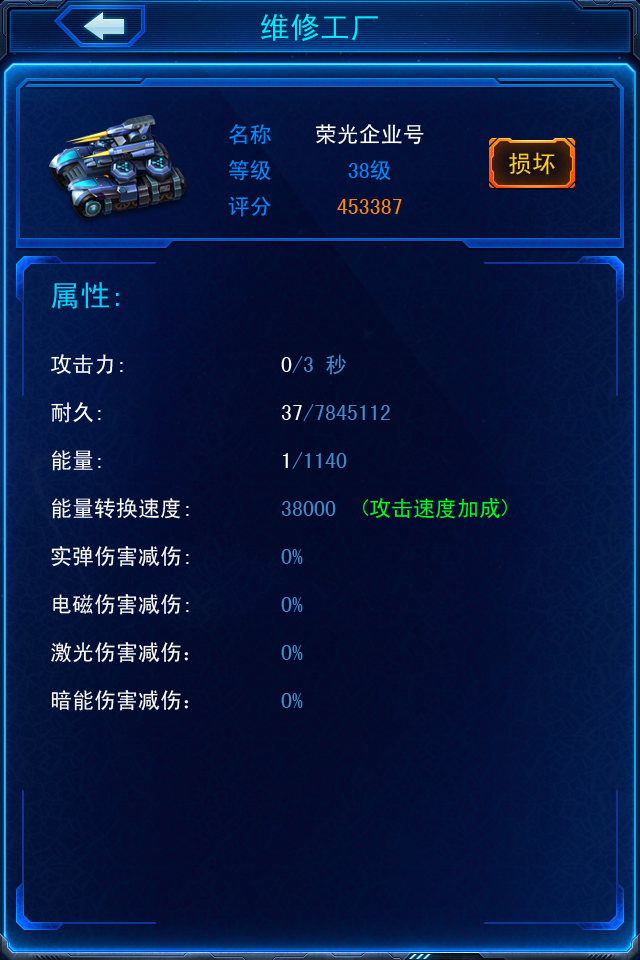 维修工厂
名称 荣光企业号
等级 38级
损坏
评分 453387
属性:
攻击力: 0/3 秒
耐久: 37/7845112
能量: 1/1140
能量转换速度: 38000 (攻击速度加成)
实弹伤害减伤: 0%
电磁伤害减伤: 0%
激光伤害减伤: 0%
暗能伤害减伤: 0%